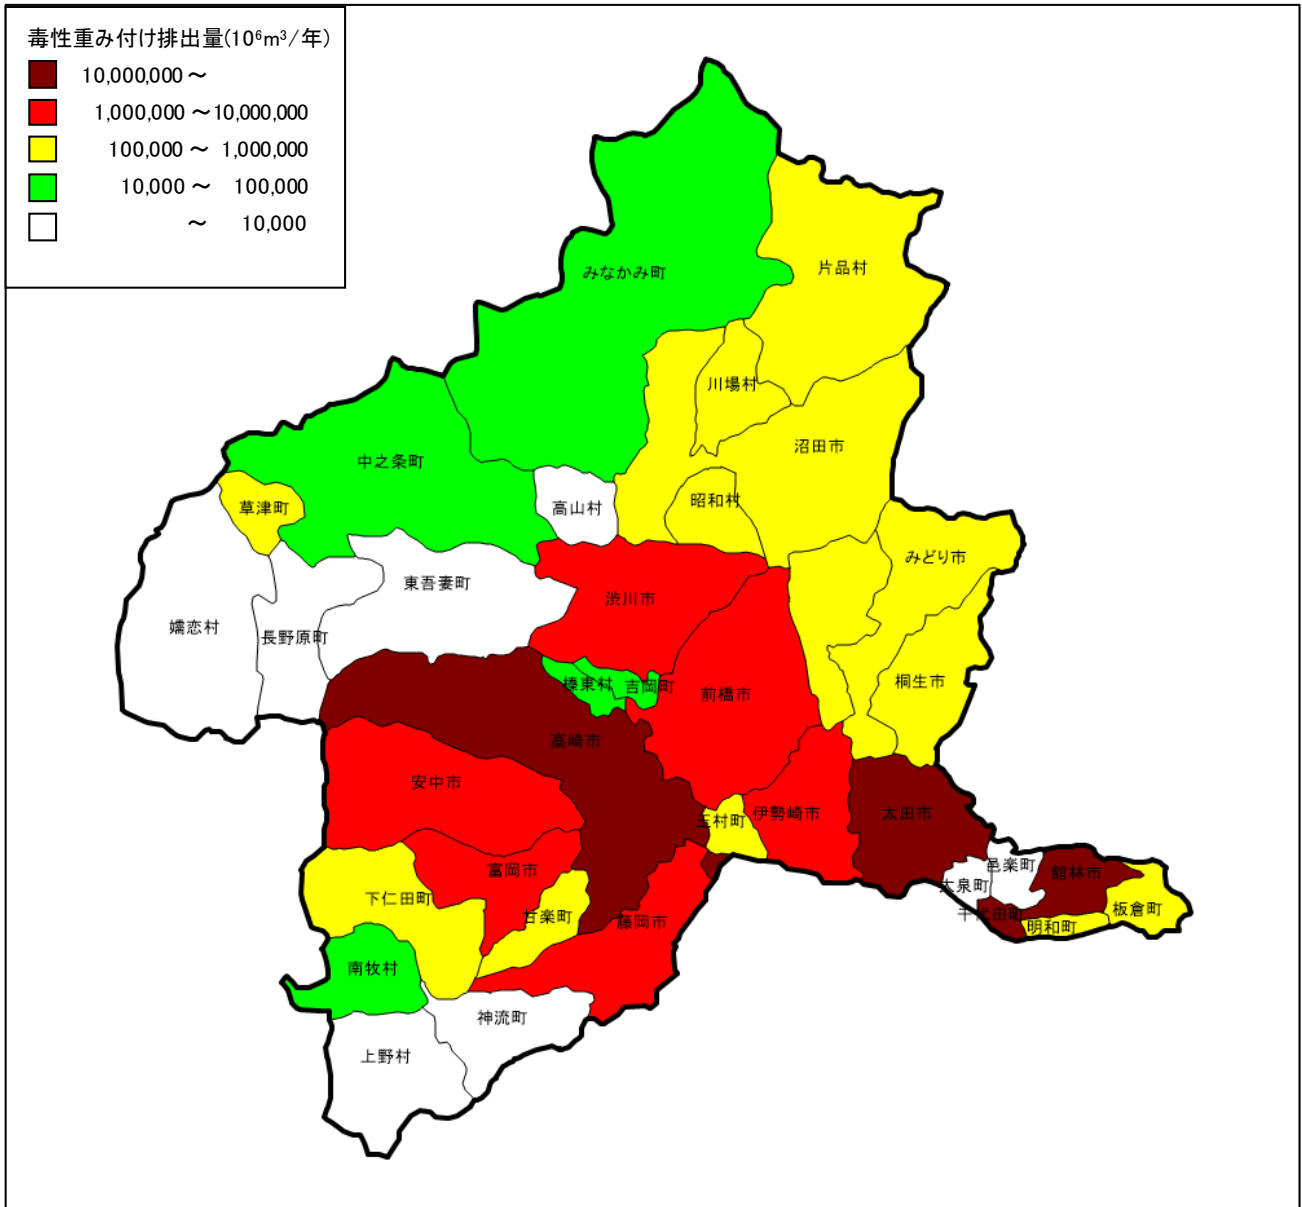 毒性重み付け排出量(10⁶m³/年)
10,000,000～
1,000,000～10,000,000
100,000～ 1,000,000
10,000～ 100,000
～ 10,000
みなかみ町
片品村
川場村
沼田市
中之条町
草津町
高山村
昭和村
みどり市
東吾妻町
渋川市
嬬恋村
長野原町
榛東村
吉岡町
前橋市
桐生市
高崎市
安中市
玉村町
伊勢崎市
太田市
邑楽町
館林市
大泉町
富岡市
下仁田町
甘楽町
藤岡市
千代田町
明和町
板倉町
南牧村
神流町
上野村